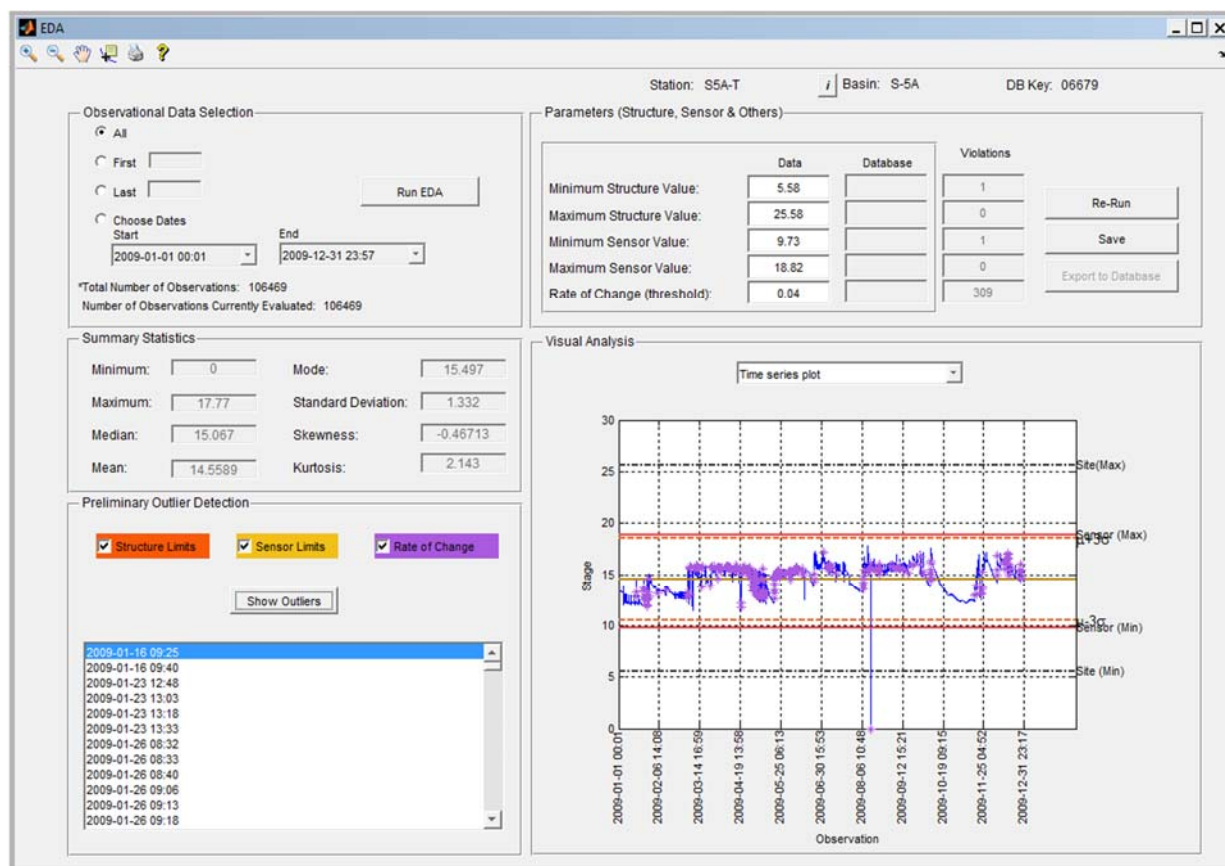 EDA
Station: S5A-T
i
Basin: S-5A
DB Key: 06679
Observational Data Selection
All
First
Last
Run EDA
Choose Dates
Start
End
2009-01-01 00:01
2009-12-31 23:57
*Total Number of Observations: 106469
Number of Observations Currently Evaluated: 106469
Parameters (Structure, Sensor & Others)
Data
Database
Violations
Minimum Structure Value: 5.58 1
Maximum Structure Value: 25.58 0
Minimum Sensor Value: 9.73 1
Maximum Sensor Value: 18.82 0
Rate of Change (threshold): 0.04 309
Re-Run
Save
Export to Database
Summary Statistics
Minimum: 0 Mode: 15.497
Maximum: 17.77 Standard Deviation: 1.332
Median: 15.067 Skewness: -0.46713
Mean: 14.5589 Kurtosis: 2.143
Preliminary Outlier Detection
Structure Limits
Sensor Limits
Rate of Change
Show Outliers
2009-01-16 09:25
2009-01-16 09:40
2009-01-23 12:48
2009-01-23 13:03
2009-01-23 13:18
2009-01-23 13:33
2009-01-26 08:32
2009-01-26 08:33
2009-01-26 08:40
2009-01-26 09:06
2009-01-26 09:13
2009-01-26 09:18
Visual Analysis
Time series plot
30
25
20
15
10
5
0
Stage
Site(Max)
Sensor (Max)
μ+3σ
μ-3σ
Sensor (Min)
Site (Min)
2009-01-01 00:01
2009-02-06 14:08
2009-03-14 16:59
2009-04-19 13:58
2009-05-25 06:13
2009-06-30 15:53
2009-08-06 10:48
2009-09-12 15:21
2009-10-19 09:15
2009-11-25 04:52
2009-12-31 23:17
Observation